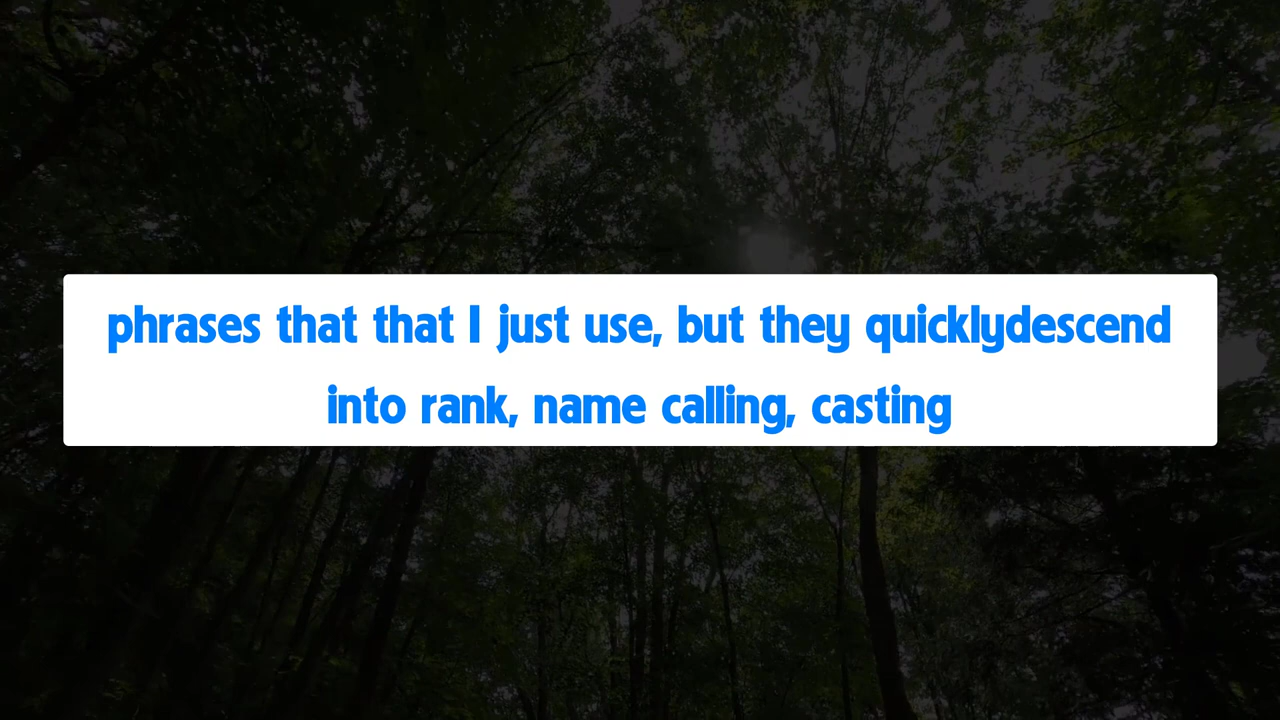 phrases that that I just use, but they quicklydescend
into rank, name calling, casting